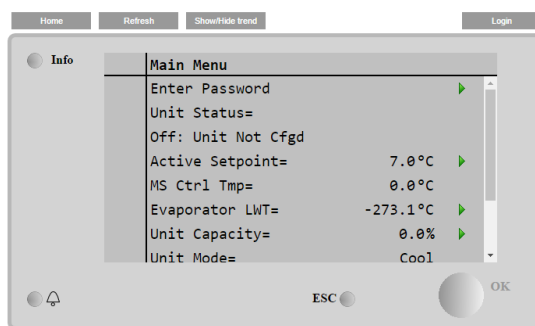 Home Refresh Show/Hide trend Login
Info
Main Menu
Enter Password
Unit Status=
Off: Unit Not Cfgd
Active Setpoint= 7.0°C
MS Ctrl Tmp= 0.0°C
Evaporator LWT= -273.1°C
Unit Capacity= 0.0%
Unit Mode= Cool
ESC OK